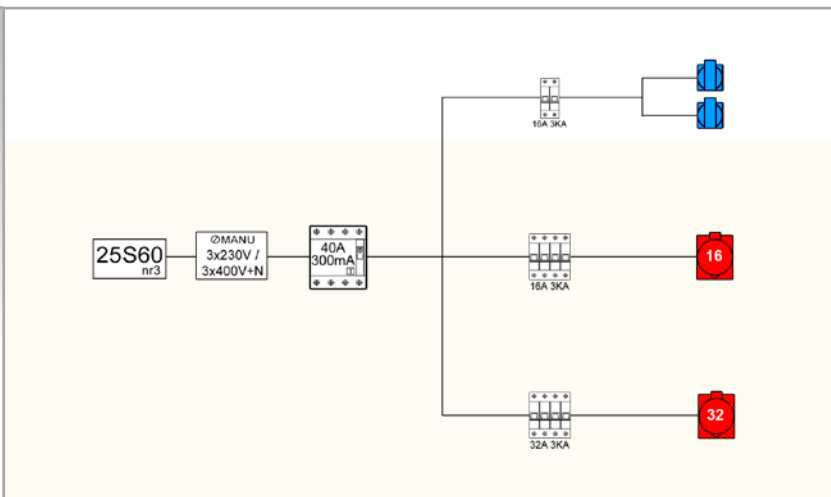 16A 3KA
25S60
nr3
ØMANU
3x230V /
3x400V+N
40A
300mA
16A 3KA
16
32A 3KA
32